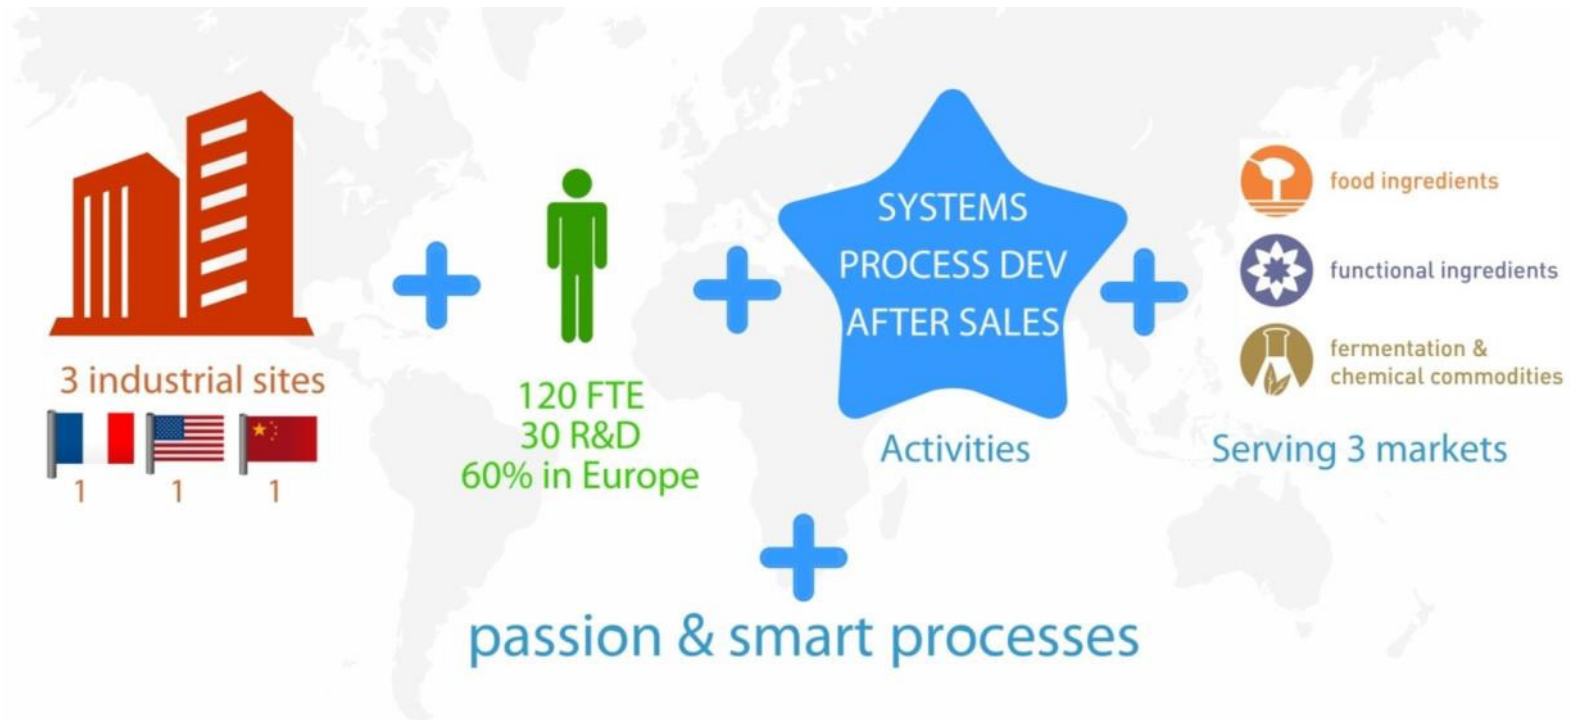 3 industrial sites
1
1
1
120 FTE
30 R&D
60% in Europe
SYSTEMS
PROCESS DEV
AFTER SALES
Activities
food ingredients
functional ingredients
fermentation &
chemical commodities
Serving 3 markets
passion & smart processes